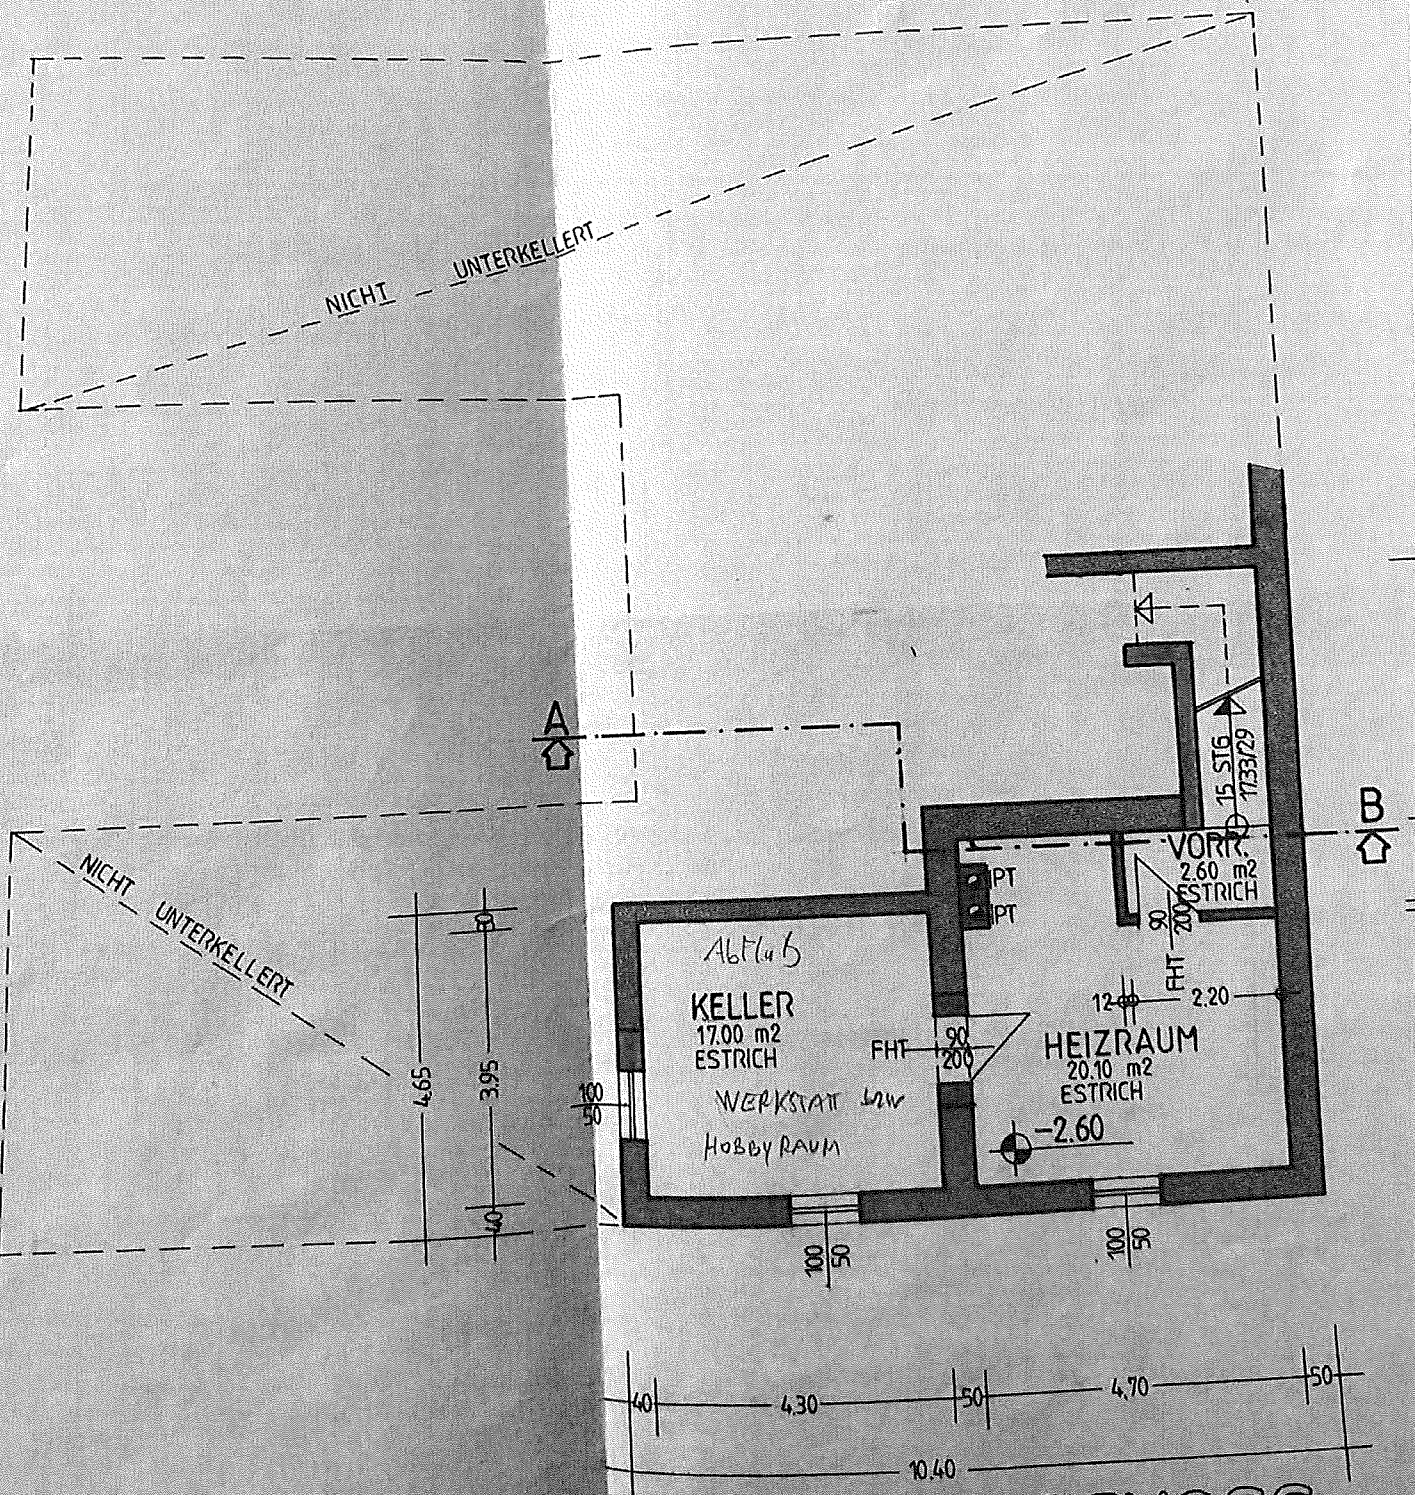 NICHT UNTERKELLERT
A
15 STG
17.33/29
B
VORR.
2.60 m2
ESTRICH
PT
PT
90
200
FHT
NICHT UNTERKELLERT
Abfluß
KELLER
17.00 m2
ESTRICH
WERKSTATT bzw
HOBBYRAUM
FHT
90
200
12
2.20
HEIZRAUM
20.10 m2
ESTRICH
-2.60
4.65
3.95
40
100
50
100
50
100
50
40
4.30
50
4.70
50
10.40